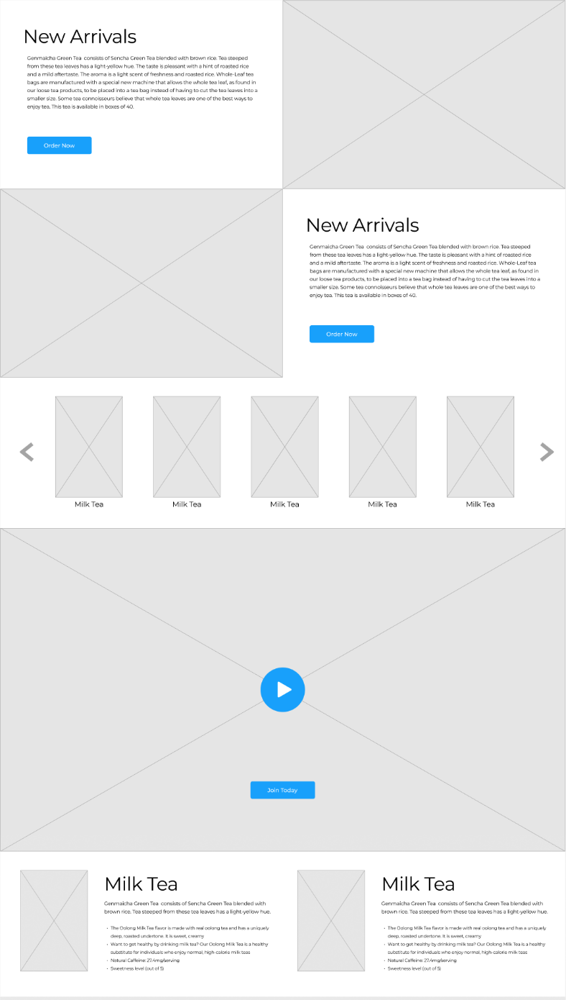 New Arrivals
Genmaicha Green Tea  consists of Sencha Green Tea blended with brown rice. Tea steeped
from these tea leaves has a light-yellow hue. The taste is pleasant with a hint of roasted rice
and a mild aftertaste. The aroma is a light scent of freshness and roasted rice. Whole-Leaf tea
bags are manufactured with a special new machine that allows the whole tea leaf, as found in
our loose tea products, to be placed into a tea bag instead of having to cut the tea leaves into a
smaller size. Some tea connoisseurs believe that whole tea leaves are one of the best ways to
enjoy tea. This tea is available in boxes of 40.
Order Now
New Arrivals
Genmaicha Green Tea  consists of Sencha Green Tea blended with brown rice. Tea steeped
from these tea leaves has a light-yellow hue. The taste is pleasant with a hint of roasted rice
and a mild aftertaste. The aroma is a light scent of freshness and roasted rice. Whole-Leaf tea
bags are manufactured with a special new machine that allows the whole tea leaf, as found in
our loose tea products, to be placed into a tea bag instead of having to cut the tea leaves into a
smaller size. Some tea connoisseurs believe that whole tea leaves are one of the best ways to
enjoy tea. This tea is available in boxes of 40.
Order Now
Milk Tea
Milk Tea
Milk Tea
Milk Tea
Milk Tea
Join Today
Milk Tea
Genmaicha Green Tea  consists of Sencha Green Tea blended with
brown rice. Tea steeped from these tea leaves has a light-yellow hue.
• The Oolong Milk Tea flavor is made with real oolong tea and has a uniquely
deep, roasted undertone. It is sweet, creamy
• Want to get healthy by drinking milk tea? Our Oolong Milk Tea is a healthy
substitute for individuals who enjoy normal, high-calorie milk teas
• Natural Caffeine: 27.4mg/serving
• Sweetness level (out of 5)
Milk Tea
Genmaicha Green Tea  consists of Sencha Green Tea blended with
brown rice. Tea steeped from these tea leaves has a light-yellow hue.
• The Oolong Milk Tea flavor is made with real oolong tea and has a uniquely
deep, roasted undertone. It is sweet, creamy
• Want to get healthy by drinking milk tea? Our Oolong Milk Tea is a healthy
substitute for individuals who enjoy normal, high-calorie milk teas
• Natural Caffeine: 27.4mg/serving
• Sweetness level (out of 5)